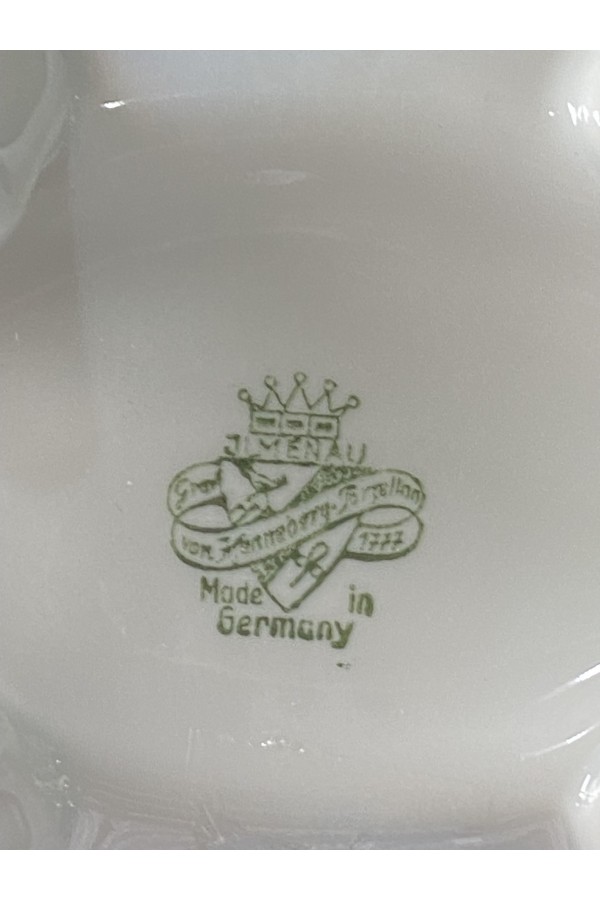 ILMENAU
Graf
von Henneberg-Porzellan
1777
Made in
Germany